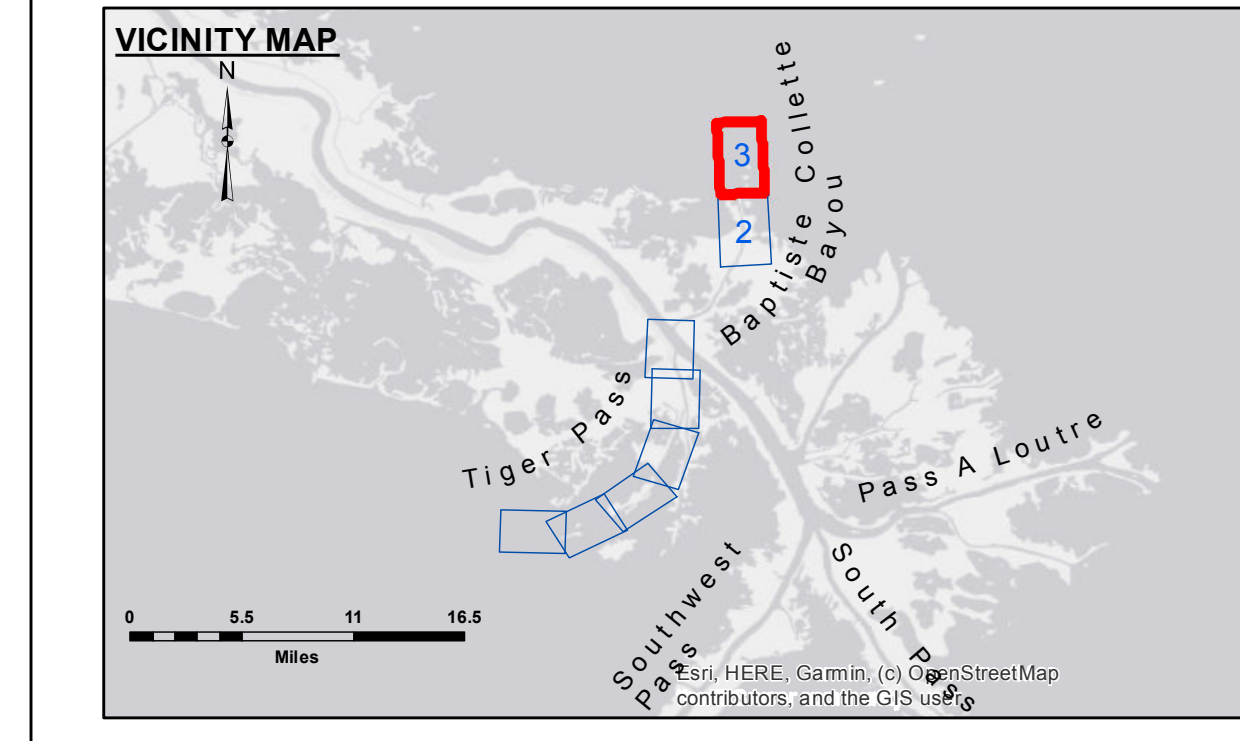 VICINITY MAP
N
3
2
Baptiste Collette
Bayou
Tiger Pass
Pass A Loutre
Southwest
Pass
South Pass
0 5.5 11 16.5
Miles
Esri, HERE, Garmin, (c) OpenStreetMap
contributors, and the GIS user